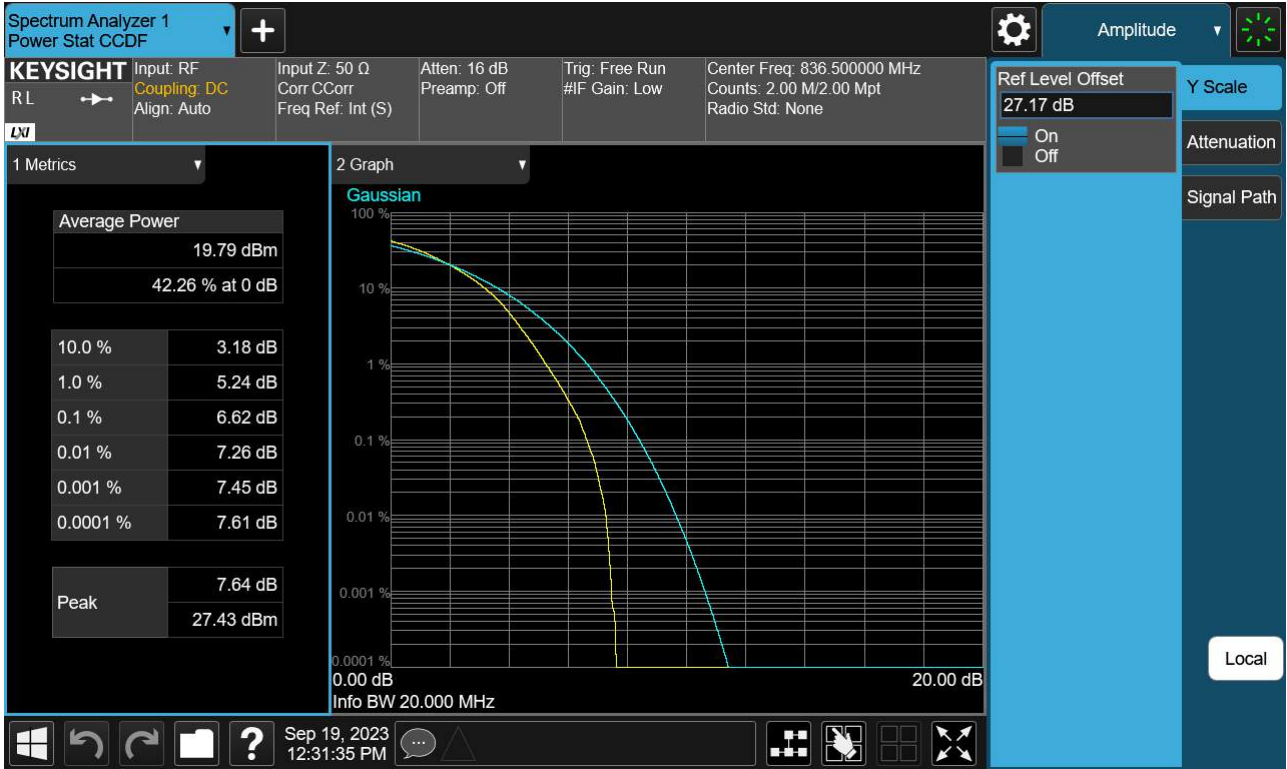 Spectrum Analyzer 1
Power Stat CCDF
+
Amplitude
KEYSIGHT
RL
LXI
Input: RF
Coupling: DC
Align: Auto
Input Z: 50 Ω
Corr CCorr
Freq Ref: Int (S)
Atten: 16 dB
Preamp: Off
Trig: Free Run
#IF Gain: Low
Center Freq: 836.500000 MHz
Counts: 2.00 M/2.00 Mpt
Radio Std: None
Ref Level Offset
27.17 dB
On
Off
Y Scale
Attenuation
Signal Path
1 Metrics
Average Power
19.79 dBm
42.26 % at 0 dB
10.0 % 3.18 dB
1.0 % 5.24 dB
0.1 % 6.62 dB
0.01 % 7.26 dB
0.001 % 7.45 dB
0.0001 % 7.61 dB
Peak
7.64 dB
27.43 dBm
2 Graph
Gaussian
100 %
10 %
1 %
0.1 %
0.01 %
0.001 %
0.0001 %
0.00 dB 20.00 dB
Info BW 20.000 MHz
Local
?
Sep 19, 2023
12:31:35 PM